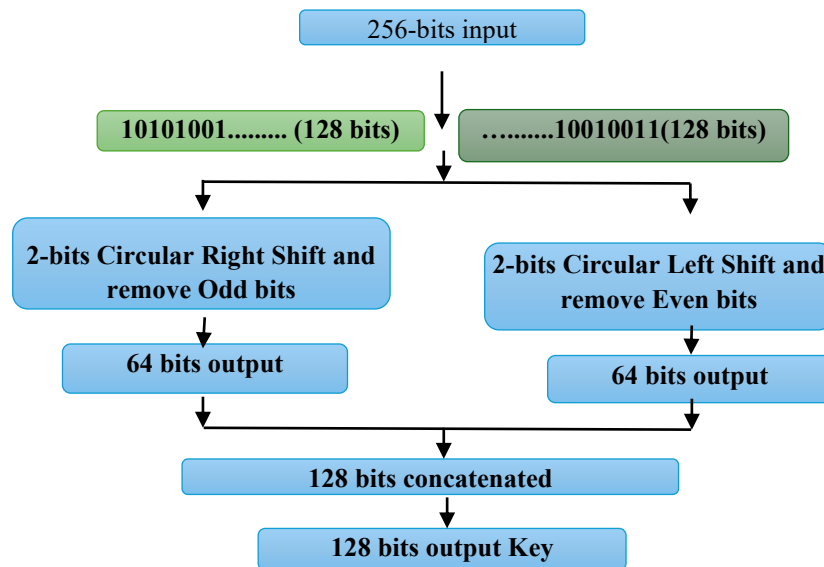 256-bits input
10101001......... (128 bits)
….......10010011(128 bits)
2-bits Circular Right Shift and
remove Odd bits
2-bits Circular Left Shift and
remove Even bits
64 bits output
64 bits output
128 bits concatenated
128 bits output Key